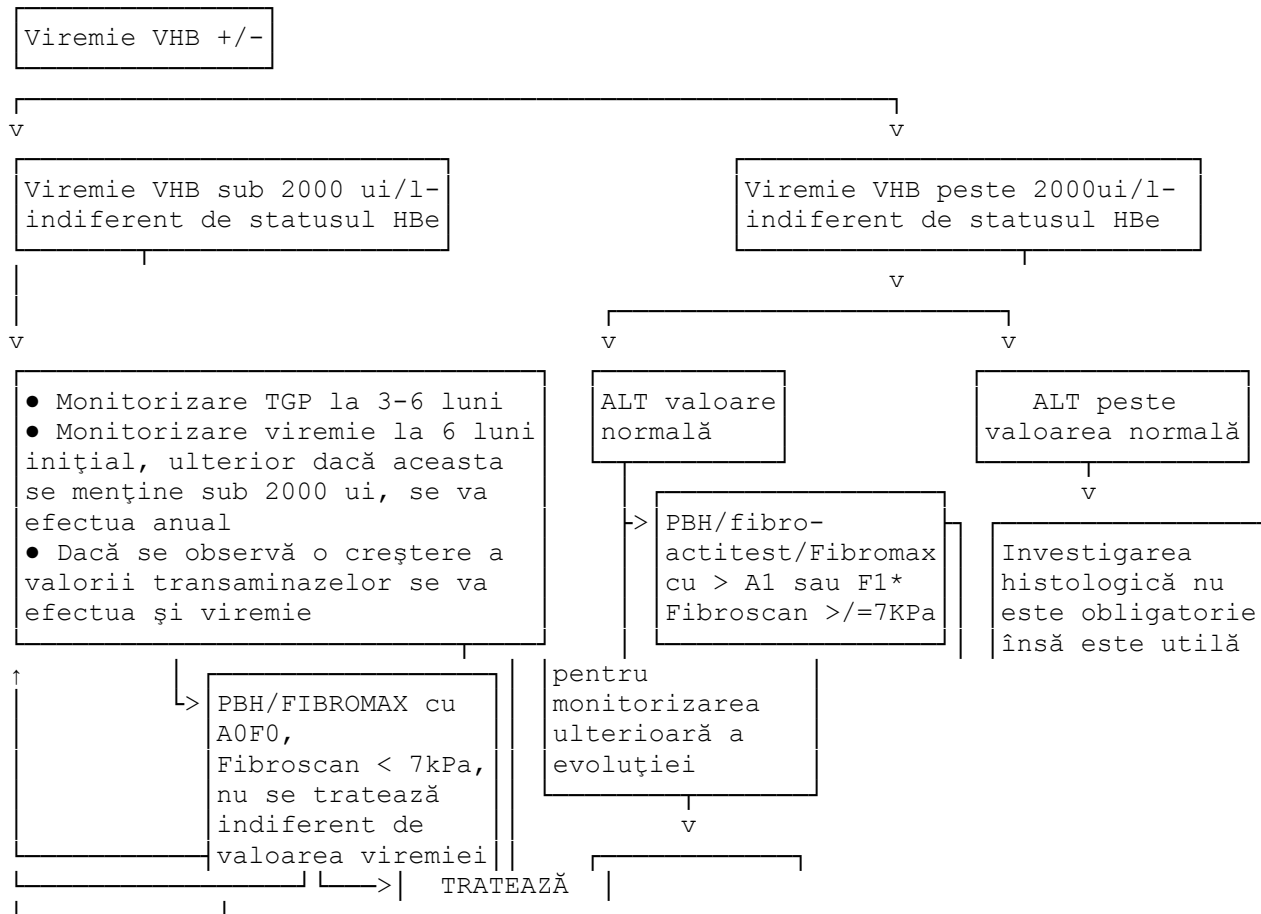 Viremie VHB +/-
Viremie VHB sub 2000 ui/l-
indiferent de statusul HBe
Viremie VHB peste 2000ui/l-
indiferent de statusul HBe
● Monitorizare TGP la 3-6 luni
● Monitorizare viremie la 6 luni
iniţial, ulterior dacă aceasta
se menţine sub 2000 ui, se va
efectua anual
● Dacă se observă o creştere a
valorii transaminazelor se va
efectua şi viremie
ALT valoare
normală
ALT peste
valoarea normală
PBH/fibro-
actitest/Fibromax
cu > A1 sau F1*
Fibroscan >/=7KPa
Investigarea
histologică nu
este obligatorie
însă este utilă
PBH/FIBROMAX cu
A0F0,
Fibroscan < 7kPa,
nu se tratează
indiferent de
valoarea viremiei
pentru
monitorizarea
ulterioară a
evoluţiei
TRATEAZĂ